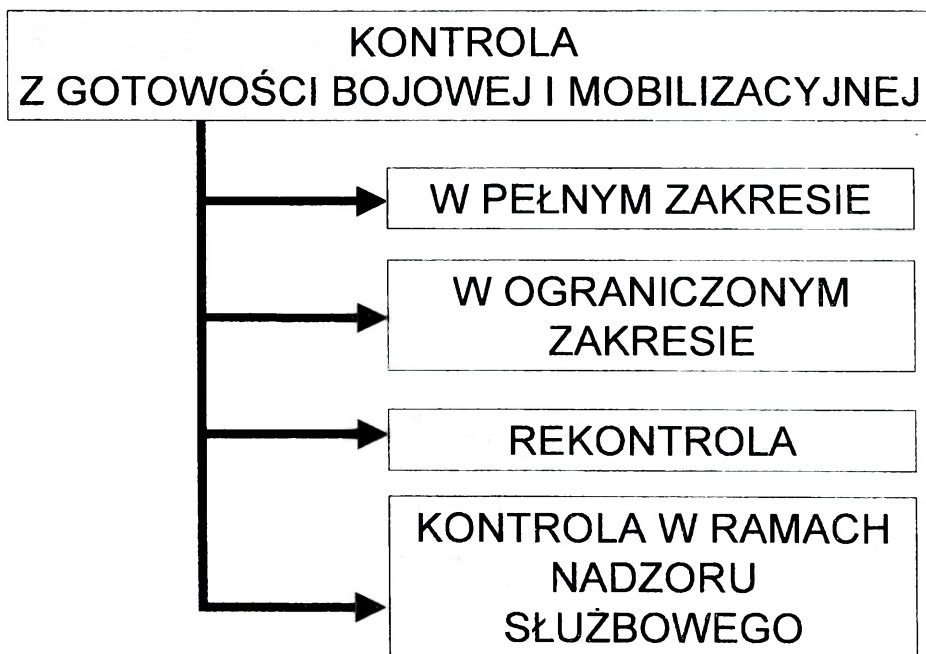 KONTROLA
Z GOTOWOŚCI BOJOWEJ I MOBILIZACYJNEJ
W PEŁNYM ZAKRESIE
W OGRANICZONYM
ZAKRESIE
REKONTROLA
KONTROLA W RAMACH
NADZORU
SŁUŻBOWEGO